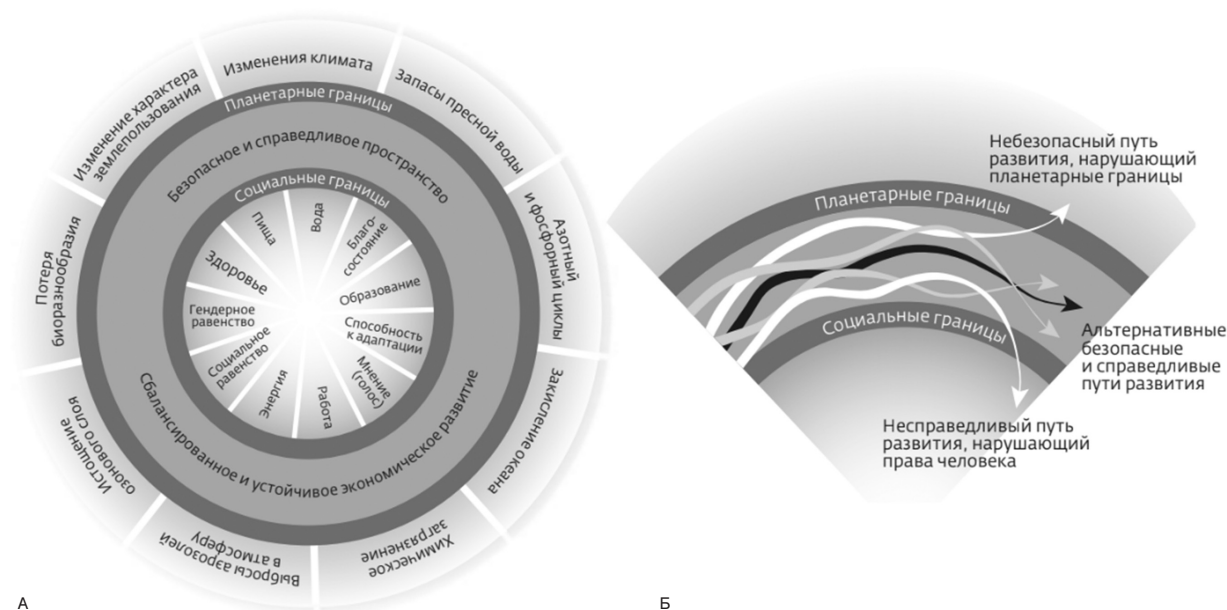 Изменения климата
Запасы пресной воды
Азотный
и фосфорный циклы
Закисление океана
Химическое
загрязнение
Выбросы аэрозолей
в атмосферу
Истощение
озонового слоя
Потеря
биоразнообразия
Изменение характера
землепользования
Планетарные границы
Безопасное и справедливое пространство
Сбалансированное и устойчивое экономическое развитие
Социальные границы
Вода
Благо-
состояние
Образование
Способность
к адаптации
Мнение
(голос)
Работа
Энергия
Социальное
равенство
Гендерное
равенство
Здоровье
Пища
А
Небезопасный путь
развития, нарушающий
планетарные границы
Планетарные границы
Социальные границы
Альтернативные
безопасные
и справедливые
пути развития
Несправедливый путь
развития, нарушающий
права человека
Б